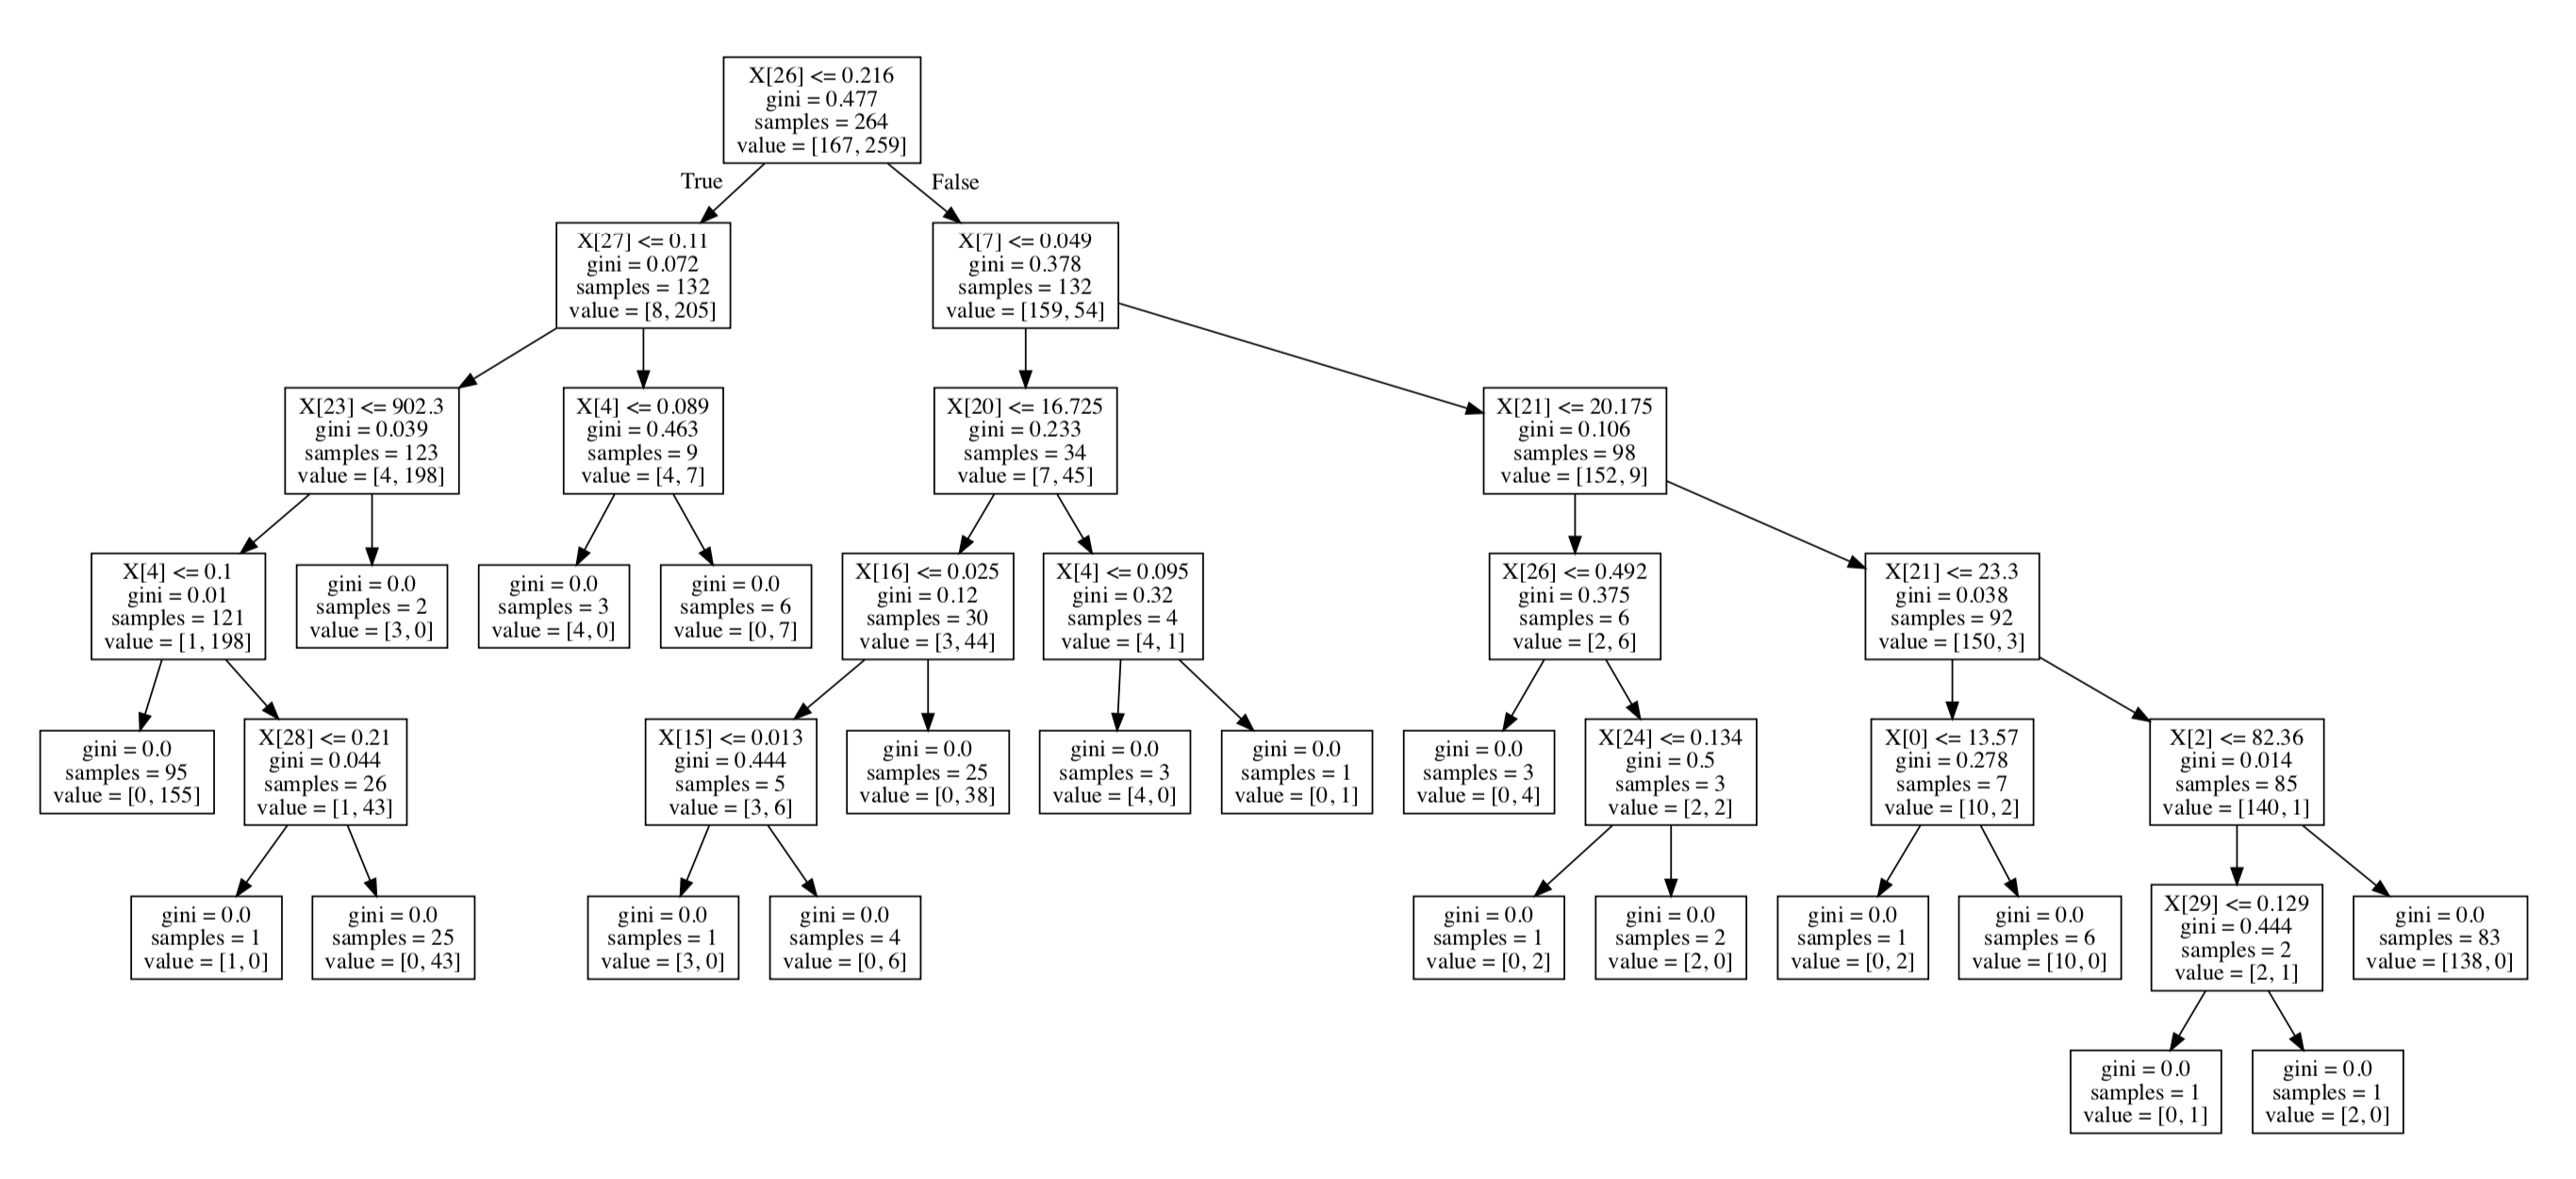 X[26] <= 0.216
gini = 0.477
samples = 264
value = [167, 259]
True
False
X[27] <= 0.11
gini = 0.072
samples = 132
value = [8, 205]
X[7] <= 0.049
gini = 0.378
samples = 132
value = [159, 54]
X[23] <= 902.3
gini = 0.039
samples = 123
value = [4, 198]
X[4] <= 0.089
gini = 0.463
samples = 9
value = [4, 7]
X[20] <= 16.725
gini = 0.233
samples = 34
value = [7, 45]
X[21] <= 20.175
gini = 0.106
samples = 98
value = [152, 9]
X[4] <= 0.1
gini = 0.01
samples = 121
value = [1, 198]
gini = 0.0
samples = 2
value = [3, 0]
gini = 0.0
samples = 3
value = [4, 0]
gini = 0.0
samples = 6
value = [0, 7]
X[16] <= 0.025
gini = 0.12
samples = 30
value = [3, 44]
X[4] <= 0.095
gini = 0.32
samples = 4
value = [4, 1]
X[26] <= 0.492
gini = 0.375
samples = 6
value = [2, 6]
X[21] <= 23.3
gini = 0.038
samples = 92
value = [150, 3]
gini = 0.0
samples = 95
value = [0, 155]
X[28] <= 0.21
gini = 0.044
samples = 26
value = [1, 43]
X[15] <= 0.013
gini = 0.444
samples = 5
value = [3, 6]
gini = 0.0
samples = 25
value = [0, 38]
gini = 0.0
samples = 3
value = [4, 0]
gini = 0.0
samples = 1
value = [0, 1]
gini = 0.0
samples = 3
value = [0, 4]
X[24] <= 0.134
gini = 0.5
samples = 3
value = [2, 2]
X[0] <= 13.57
gini = 0.278
samples = 7
value = [10, 2]
X[2] <= 82.36
gini = 0.014
samples = 85
value = [140, 1]
gini = 0.0
samples = 1
value = [1, 0]
gini = 0.0
samples = 25
value = [0, 43]
gini = 0.0
samples = 1
value = [3, 0]
gini = 0.0
samples = 4
value = [0, 6]
gini = 0.0
samples = 1
value = [0, 2]
gini = 0.0
samples = 2
value = [2, 0]
gini = 0.0
samples = 1
value = [0, 2]
gini = 0.0
samples = 6
value = [10, 0]
X[29] <= 0.129
gini = 0.444
samples = 2
value = [2, 1]
gini = 0.0
samples = 83
value = [138, 0]
gini = 0.0
samples = 1
value = [0, 1]
gini = 0.0
samples = 1
value = [2, 0]